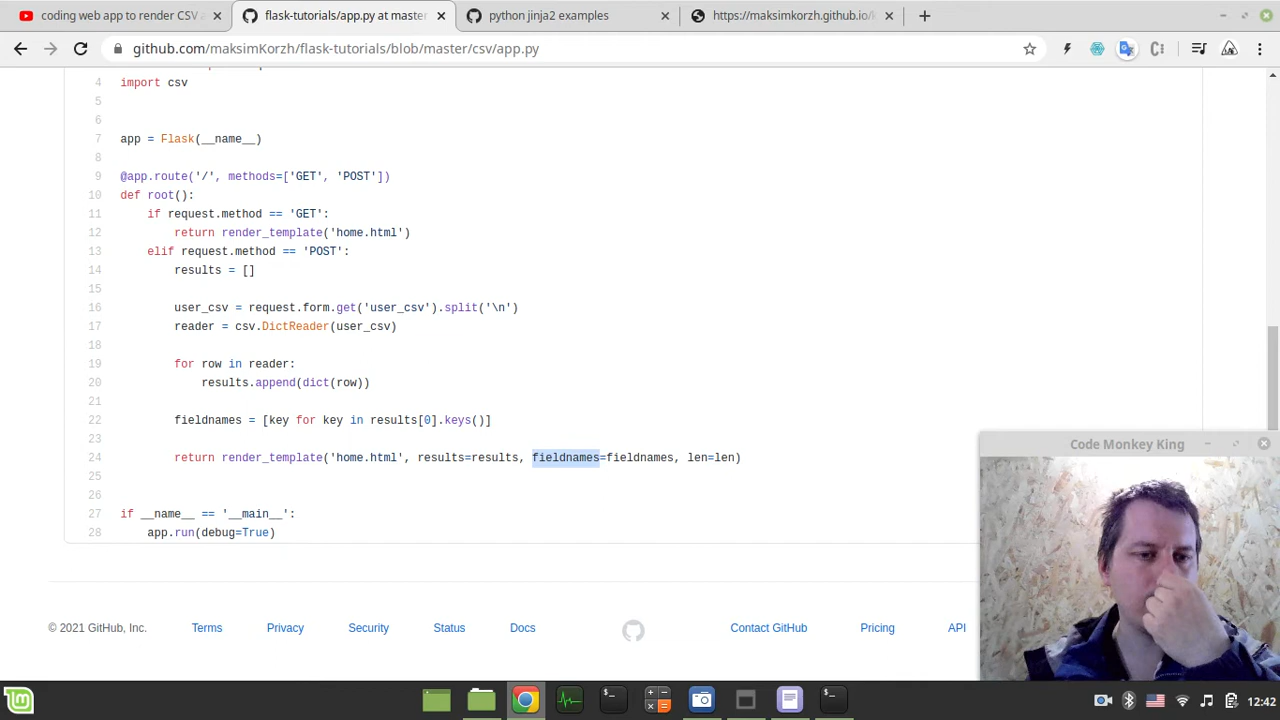 coding web app to render CSV a
flask-tutorials/app.py at master
python jinja2 examples
https://maksimkorzh.github.io/k
github.com/maksimKorzh/flask-tutorials/blob/master/csv/app.py
4 import csv
5
6
7 app = Flask(__name__)
8
9 @app.route('/', methods=['GET', 'POST'])
10 def root():
11 if request.method == 'GET':
12 return render_template('home.html')
13 elif request.method == 'POST':
14 results = []
15
16 user_csv = request.form.get('user_csv').split('\n')
17 reader = csv.DictReader(user_csv)
18
19 for row in reader:
20 results.append(dict(row))
21
22 fieldnames = [key for key in results[0].keys()]
23
24 return render_template('home.html', results=results, fieldnames=fieldnames, len=len)
25
26
27 if __name__ == '__main__':
28 app.run(debug=True)
Code Monkey King
© 2021 GitHub, Inc. Terms Privacy Security Status Docs Contact GitHub Pricing API
12:42